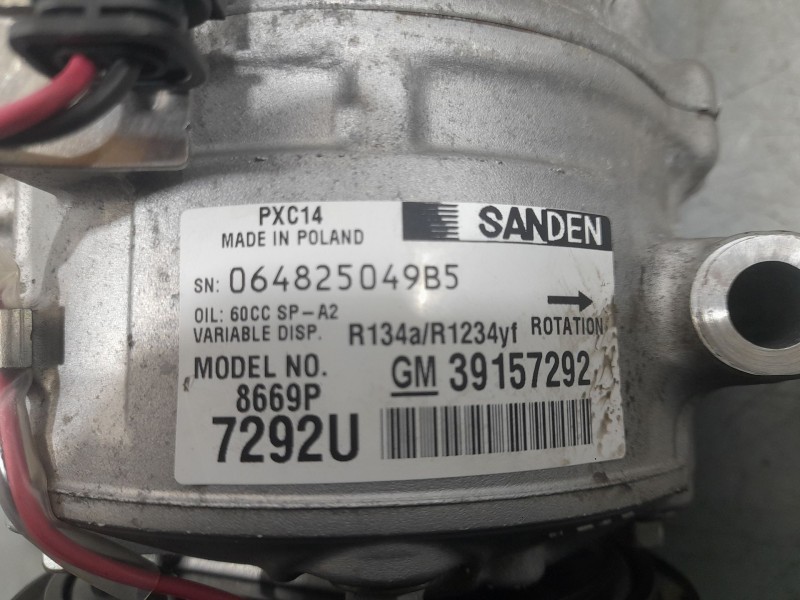 PXC14
MADE IN POLAND
SANDEN
SN: 064825049B5
OIL: 60CC SP-A2
VARIABLE DISP.
R134a/R1234yf
ROTATION
MODEL NO.
8669P
7292U
GM 39157292